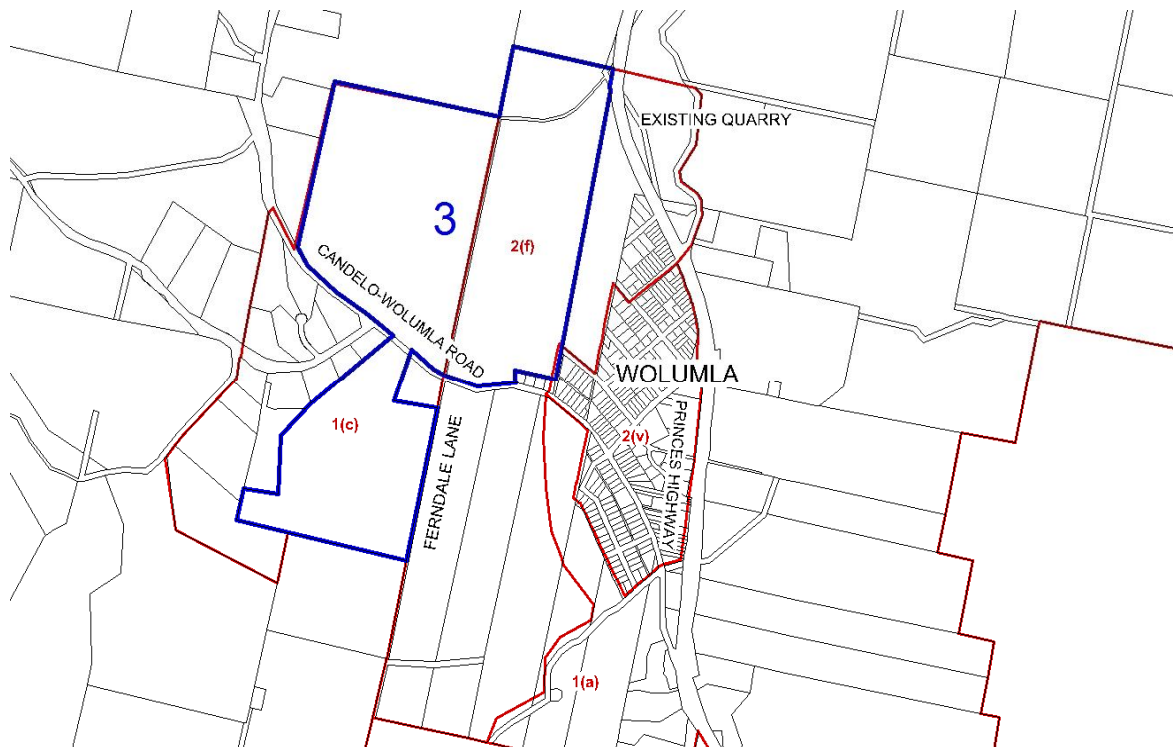 EXISTING QUARRY
3
2(f)
CANDELO-WOLUMLA ROAD
WOLUMLA
1(c)
2(v)
PRINCES HIGHWAY
FERNDALE LANE
1(a)